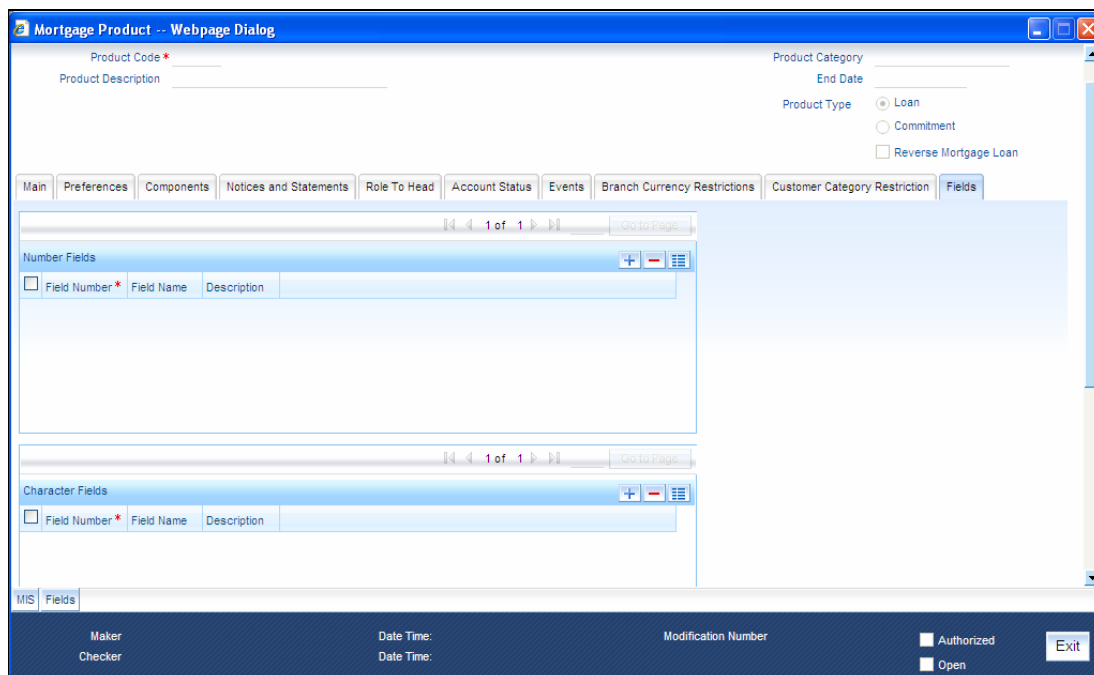 Mortgage Product -- Webpage Dialog
Product Code *
Product Category
Product Description
End Date
Product Type
Loan
Commitment
Reverse Mortgage Loan
Main Preferences Components Notices and Statements Role To Head Account Status Events Branch Currency Restrictions Customer Category Restriction Fields
1 of 1 Go to Page
Number Fields
Field Number * Field Name Description
1 of 1 Go to Page
Character Fields
Field Number * Field Name Description
MIS Fields
Maker Date Time: Modification Number Authorized Exit
Checker Date Time: Open